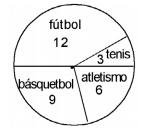 fútbol
12
tenis
3
básquetbol
9
atletismo
6